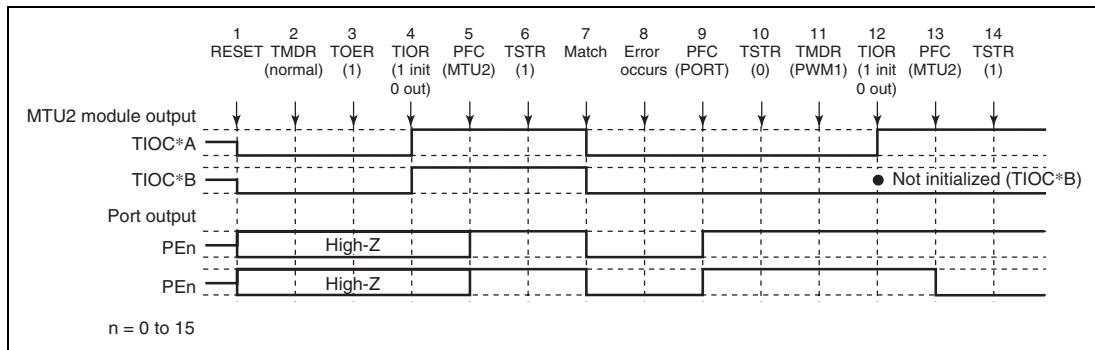 1 2 3 4 5 6 7 8 9 10 11 12 13 14
RESET TMDR TOER TIOR PFC TSTR Match Error PFC TSTR TMDR TIOR PFC TSTR
(normal) (1) (1 init (MTU2) (1) occurs (PORT) (0) (PWM1) (1 init (MTU2) (1)
0 out) 0 out)
MTU2 module output
TIOC*A
TIOC*B
● Not initialized (TIOC*B)
Port output
PEn
High-Z
PEn
High-Z
n = 0 to 15